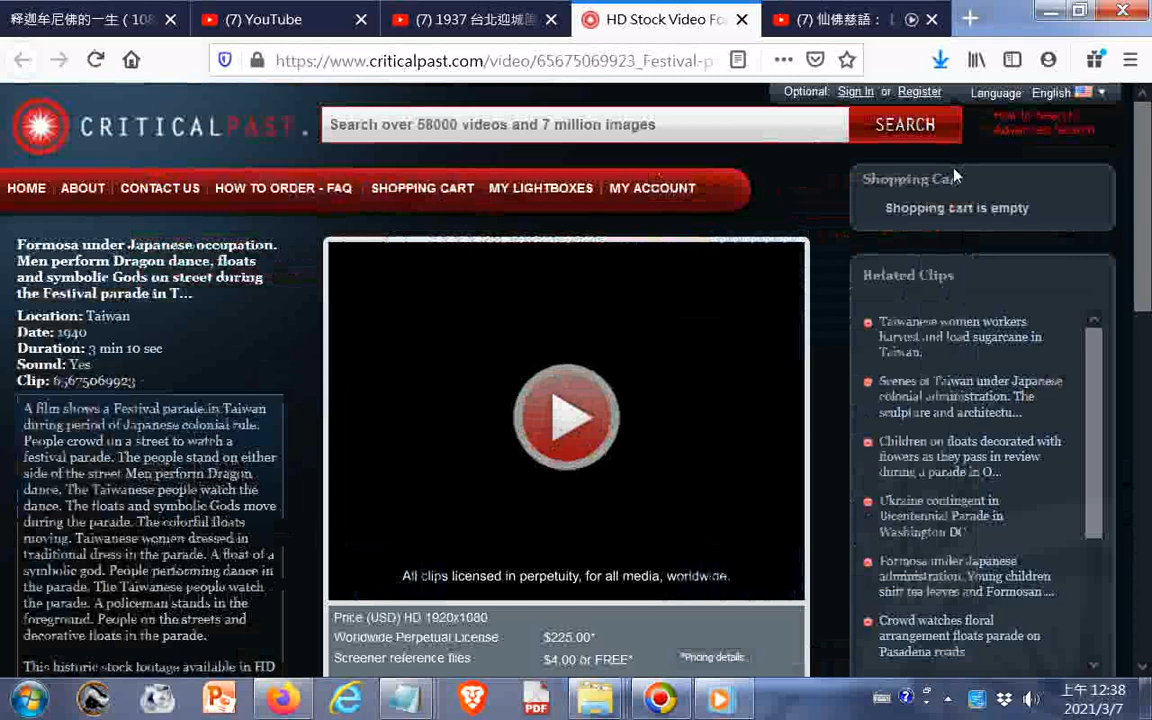 釋迦牟尼佛的一生 ( 108
(7) YouTube
(7) 1937 台北迎城隍
HD Stock Video Fo
(7) 仙佛慈語：
https://www.criticalpast.com/video/65675069923_Festival-p
Optional: Sign In or Register
Language English
CRITICALPAST.
Search over 58000 videos and 7 million images
SEARCH
How to Search
Advanced Search
HOME ABOUT CONTACT US HOW TO ORDER - FAQ SHOPPING CART MY LIGHTBOXES MY ACCOUNT
Shopping Ca
Shopping cart is empty
Formosa under Japanese occupation.
Men perform Dragon dance, floats
and symbolic Gods on street during
the Festival parade in T...
Location: Taiwan
Date: 1940
Duration: 3 min 10 sec
Sound: Yes
Clip: 65675069923
A film shows a Festival parade in Taiwan
during period of Japanese colonial rule.
People crowd on a street to watch a
festival parade. The people stand on either
side of the street Men perform Dragon
dance. The Taiwanese people watch the
dance. The floats and symbolic Gods move
during the parade. The colorful floats
moving. Taiwanese women dressed in
traditional dress in the parade. A float of a
symbolic god. People performing dance in
the parade. The Taiwanese people watch
the parade. A policeman stands in the
foreground. People on the streets and
decorative floats in the parade.
This historic stock footage available in HD
All clips licensed in perpetuity, for all media, worldwide.
Price (USD) HD 1920x1080
Worldwide Perpetual License $225.00*
Screener reference files $4.00 or FREE* *Pricing details
Related Clips
Taiwanese women workers
harvest and load sugarcane in
Taiwan.
Scenes of Taiwan under Japanese
colonial administration. The
sculpture and architectu...
Children on floats decorated with
flowers as they pass in review
during a parade in O...
Ukraine contingent in
Bicentennial Parade in
Washington DC
Formosa under Japanese
administration. Young children
shift tea leaves and Formosan ...
Crowd watches floral
arrangement floats parade on
Pasadena roads
PDF
上午 12:38
2021/3/7